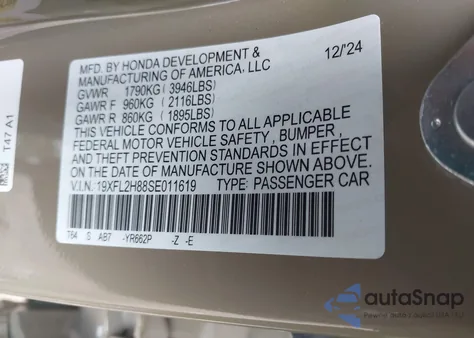 MFD. BY HONDA DEVELOPMENT &
MANUFACTURING OF AMERICA, LLC
12/'24
GVWR 1790KG ( 3946LBS)
GAWR F 960KG ( 2116LBS)
GAWR R 860KG ( 1895LBS)
THIS VEHICLE CONFORMS TO ALL APPLICABLE
FEDERAL MOTOR VEHICLE SAFETY, BUMPER,
AND THEFT PREVENTION STANDARDS IN EFFECT
ON THE DATE OF MANUFACTURE SHOWN ABOVE.
V.I.N. 19XFL2H88SE011619 TYPE: PASSENGER CAR
T64 S AB7 -YR662P -Z -E
T47 A1
autoSnap